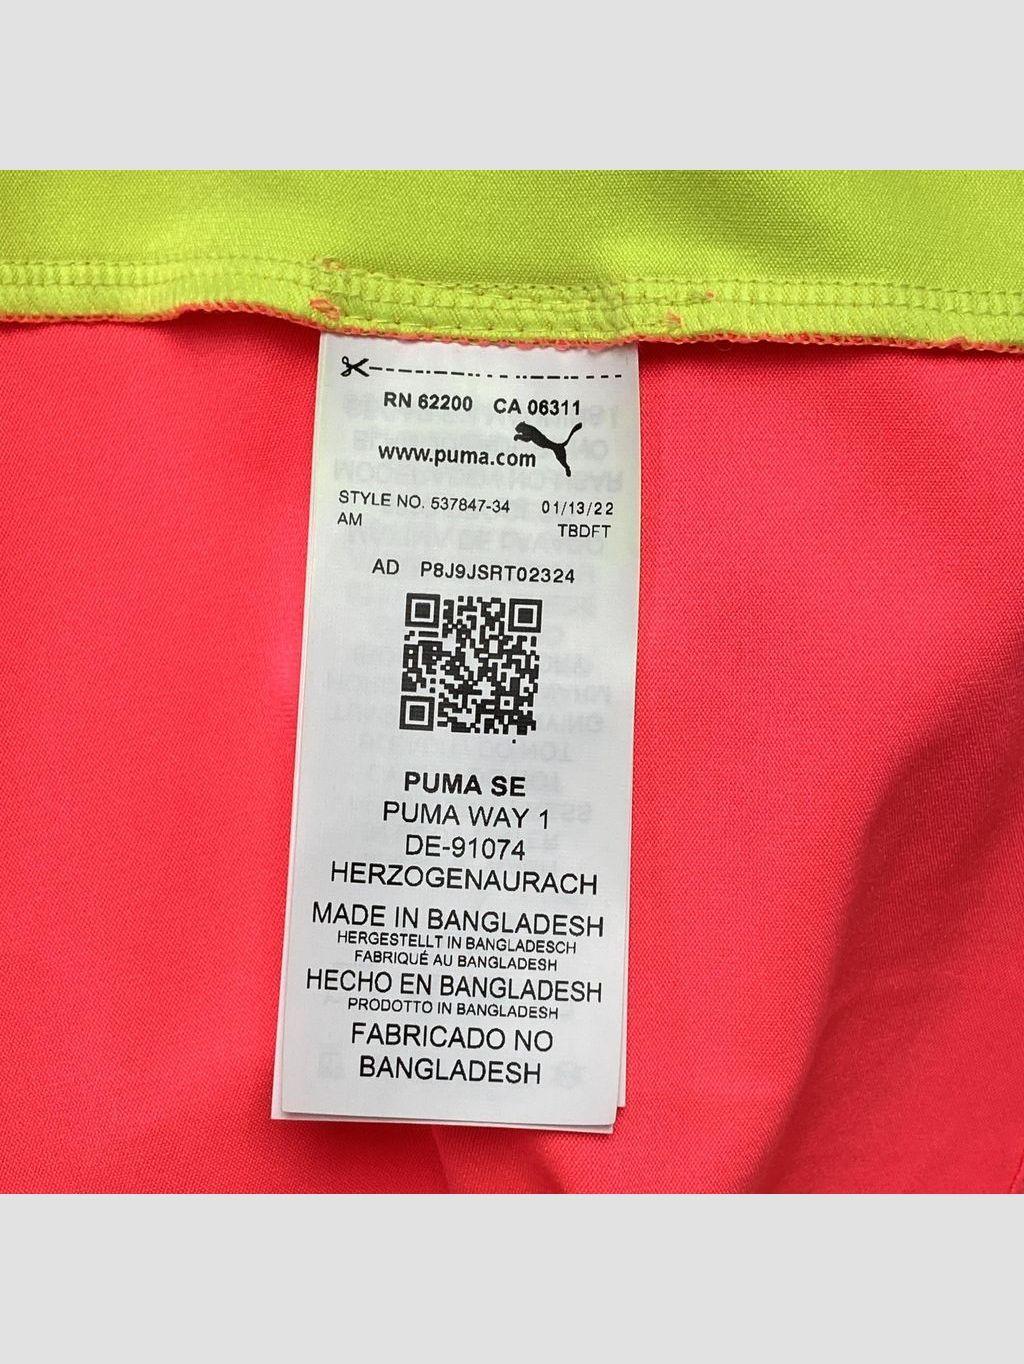 RN 62200 CA 06311
www.puma.com
STYLE NO. 537847-34 01/13/22
AM TBDFT
AD P8J9JSRT02324
PUMA SE
PUMA WAY 1
DE-91074
HERZOGENAURACH
MADE IN BANGLADESH
HERGESTELLT IN BANGLADESCH
FABRIQUÉ AU BANGLADESH
HECHO EN BANGLADESH
PRODOTTO IN BANGLADESH
FABRICADO NO
BANGLADESH